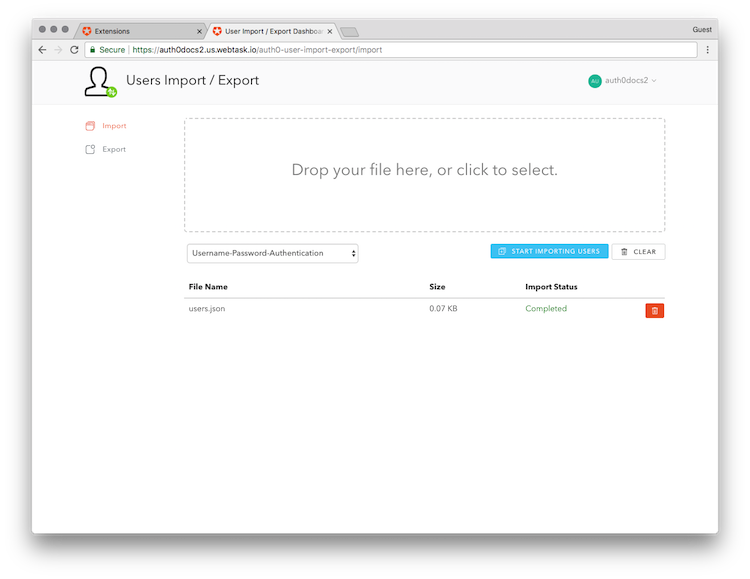 Extensions
User Import / Export Dashboa
Guest
Secure https://auth0docs2.us.webtask.io/auth0-user-import-export/import
Users Import / Export
AU auth0docs2
Import
Export
Drop your file here, or click to select.
Username-Password-Authentication
START IMPORTING USERS
CLEAR
File Name Size Import Status
users.json 0.07 KB Completed